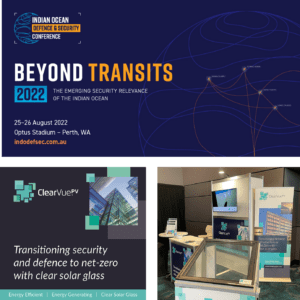 INDIAN OCEAN
DEFENCE & SECURITY
CONFERENCE
BEYOND TRANSITS
2022
THE EMERGING SECURITY RELEVANCE
OF THE INDIAN OCEAN
25-26 August 2022
Optus Stadium – Perth, WA
indodefsec.com.au
ClearVuePV
Transitioning security
and defence to net-zero
with clear solar glass
Energy Efficient | Energy Generating | Clear Solar Glass